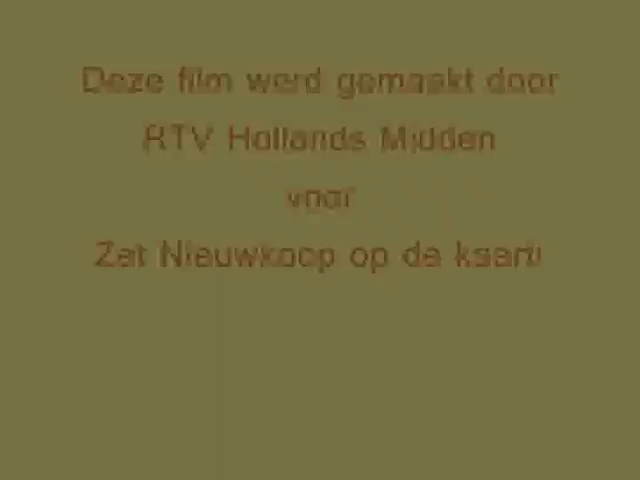 Deze film werd gemaakt door
RTV Hollands Midden
voor
Zet Nieuwkoop op de kaart!